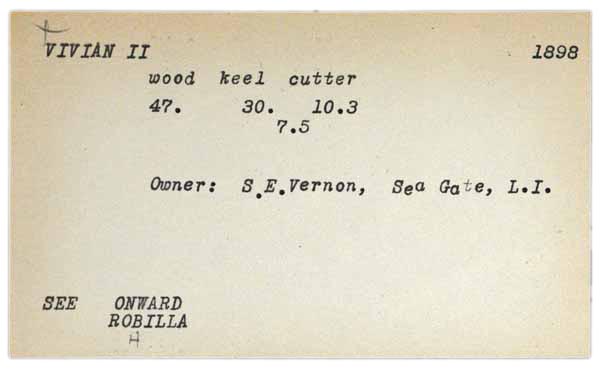 VIVIAN II 1898
wood keel cutter
47. 30. 10.3
7.5
Owner: S.E.Vernon, Sea Gate, L.I.
SEE ONWARD
ROBILLA
H